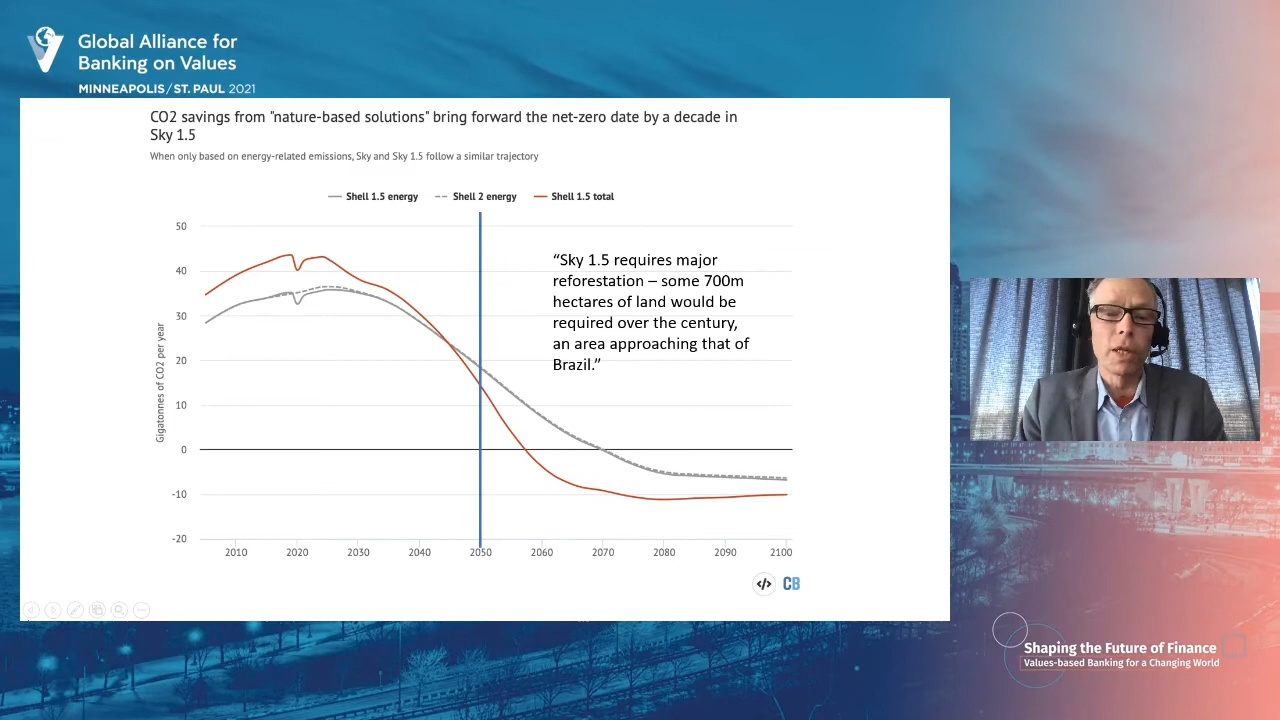 Global Alliance for
Banking on Values
MINNEAPOLIS/ST. PAUL 2021
CO2 savings from "nature-based solutions" bring forward the net-zero date by a decade in
Sky 1.5
When only based on energy-related emissions, Sky and Sky 1.5 follow a similar trajectory
Shell 1.5 energy Shell 2 energy Shell 1.5 total
Gigatonnes of CO2 per year
50
40
30
20
10
0
-10
-20
“Sky 1.5 requires major
reforestation – some 700m
hectares of land would be
required over the century,
an area approaching that of
Brazil.”
2010 2020 2030 2040 2050 2060 2070 2080 2090 2100
</> CB
Shaping the Future of Finance
Values-based Banking for a Changing World